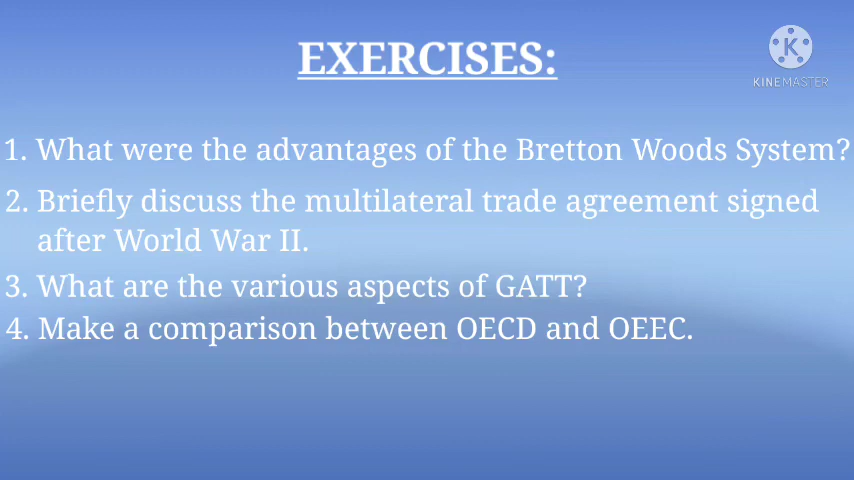 EXERCISES:
K
KINEMASTER
1. What were the advantages of the Bretton Woods System?
2. Briefly discuss the multilateral trade agreement signed
after World War II.
3. What are the various aspects of GATT?
4. Make a comparison between OECD and OEEC.